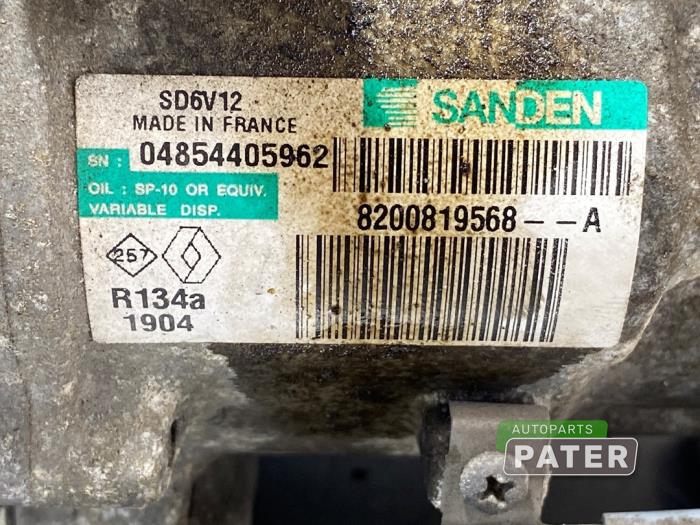 SD6V12
MADE IN FRANCE
SANDEN
SN : 04854405962
OIL : SP-10 OR EQUIV.
VARIABLE DISP.
8200819568--A
257
R134a
1904
AUTOPARTS
PATER